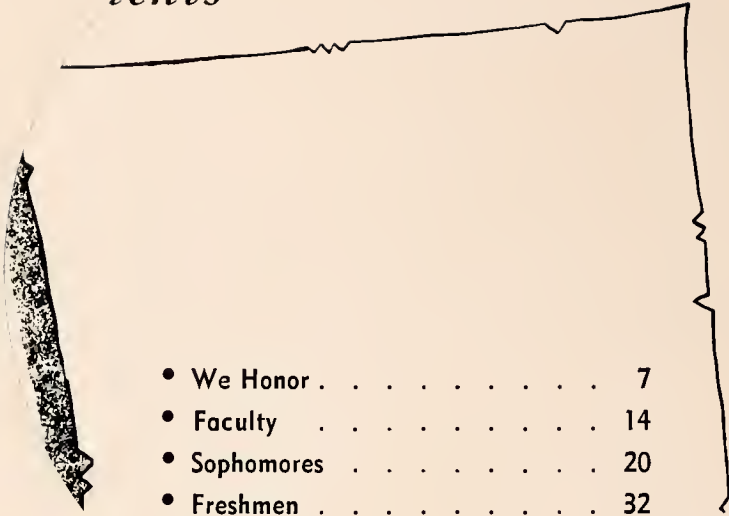 tents
• We Honor . . . . . . . . . . 7
• Faculty . . . . . . . . . 14
• Sophomores . . . . . . . . 20
• Freshmen . . . . . . . . . 32